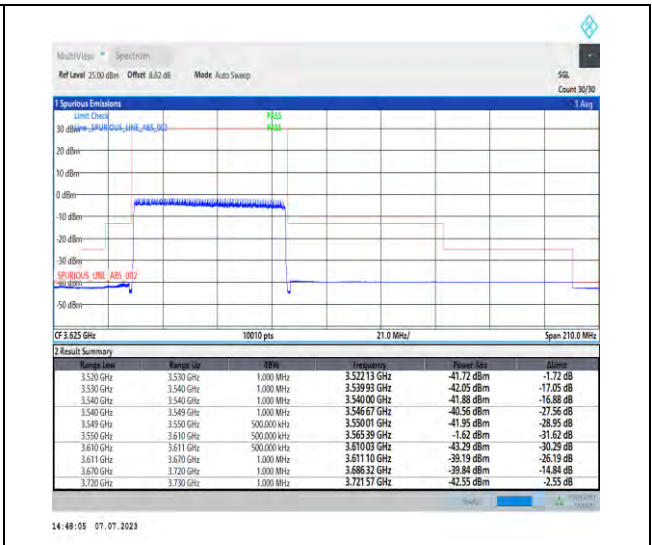 MultiView Spectrum
Ref Level 25.00 dBm Offset 8.62 dB Mode Auto Sweep SGL
Count 30/30
1 Spurious Emissions 1 Avg
Limit Check PASS
30 dBm Line _SPURIOUS_LINE_ABS_002 PASS
20 dBm
10 dBm
0 dBm
-10 dBm
-20 dBm
-30 dBm
SPURIOUS_LINE_ABS_002
-40 dBm
-50 dBm
CF 3.625 GHz 10010 pts 21.0 MHz/ Span 210.0 MHz
2 Result Summary
Range Low Range Up RBW Frequency Power Abs ΔLimit
3.520 GHz 3.530 GHz 1.000 MHz 3.522 13 GHz -41.72 dBm -1.72 dB
3.530 GHz 3.540 GHz 1.000 MHz 3.539 93 GHz -42.05 dBm -17.05 dB
3.540 GHz 3.540 GHz 1.000 MHz 3.540 00 GHz -41.88 dBm -16.88 dB
3.540 GHz 3.549 GHz 1.000 MHz 3.546 67 GHz -40.56 dBm -27.56 dB
3.549 GHz 3.550 GHz 500.000 kHz 3.550 01 GHz -41.95 dBm -28.95 dB
3.550 GHz 3.610 GHz 500.000 kHz 3.565 39 GHz -1.62 dBm -31.62 dB
3.610 GHz 3.611 GHz 500.000 kHz 3.610 03 GHz -43.29 dBm -30.29 dB
3.611 GHz 3.670 GHz 1.000 MHz 3.611 10 GHz -39.19 dBm -26.19 dB
3.670 GHz 3.720 GHz 1.000 MHz 3.686 32 GHz -39.84 dBm -14.84 dB
3.720 GHz 3.730 GHz 1.000 MHz 3.721 57 GHz -42.55 dBm -2.55 dB
14:48:05 07.07.2023